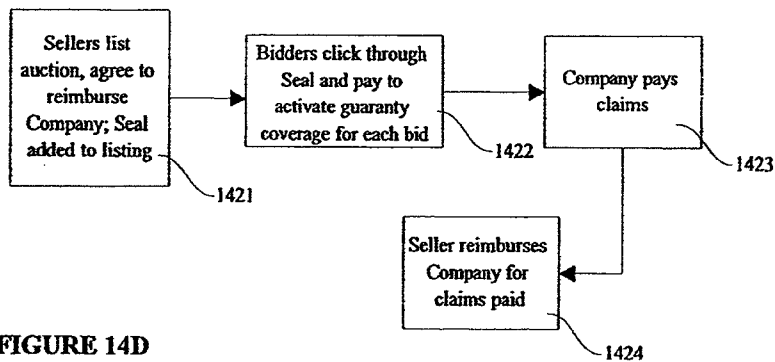 Sellers list
auction, agree to
reimburse
Company; Seal
added to listing
1421
Bidders click through
Seal and pay to
activate guaranty
coverage for each bid
1422
Company pays
claims
1423
Seller reimburses
Company for
claims paid
1424
FIGURE 14D